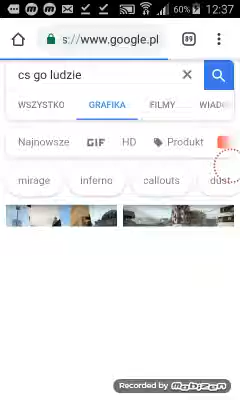 60% 12:37
s://www.google.pl 89
cs go ludzie
WSZYSTKO GRAFIKA FILMY WIADO
Najnowsze GIF HD Produkt
mirage inferno callouts dust
Recorded by Mobizen